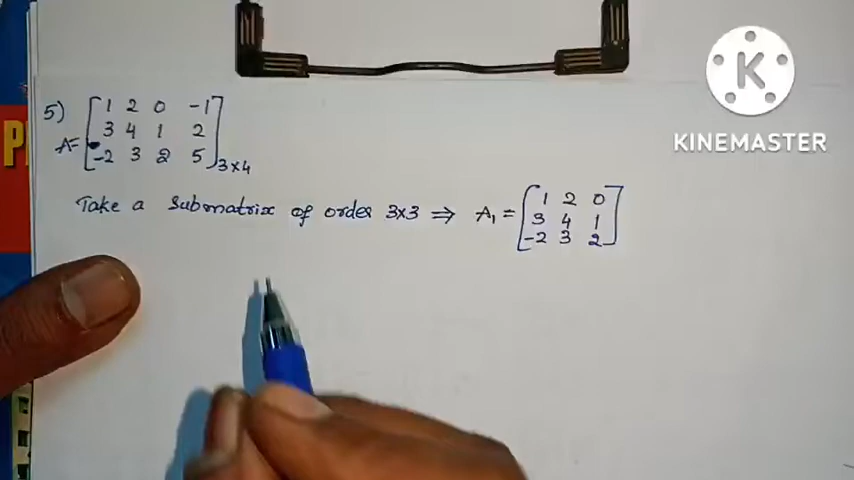 5) A = [1 2 0 -1
3 4 1 2
-2 3 2 5] 3x4
Take a Submatrix of order 3x3 ⇒ A₁ = [1 2 0
3 4 1
-2 3 2]
K
KINEMASTER
P